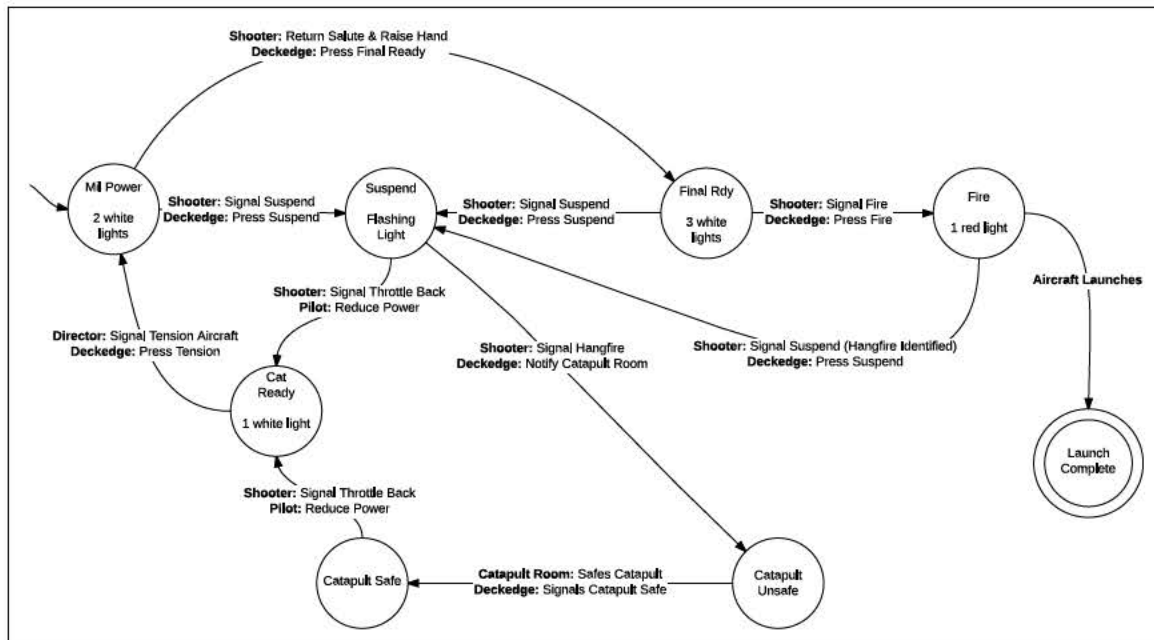 Shooter: Return Salute & Raise Hand
Deckedge: Press Final Ready
Mil Power
2 white
lights
Shooter: Signal Suspend
Deckedge: Press Suspend
Suspend
Flashing
Light
Shooter: Signal Suspend
Deckedge: Press Suspend
Final Rdy
3 white
lights
Shooter: Signal Fire
Deckedge: Press Fire
Fire
1 red light
Aircraft Launches
Shooter: Signal Throttle Back
Pilot: Reduce Power
Director: Signal Tension Aircraft
Deckedge: Press Tension
Shooter: Signal Hangfire
Deckedge: Notify Catapult Room
Shooter: Signal Suspend (Hangfire Identified)
Deckedge: Press Suspend
Cat
Ready
1 white light
Launch
Complete
Shooter: Signal Throttle Back
Pilot: Reduce Power
Catapult Safe
Catapult Room: Safes Catapult
Deckedge: Signals Catapult Safe
Catapult
Unsafe